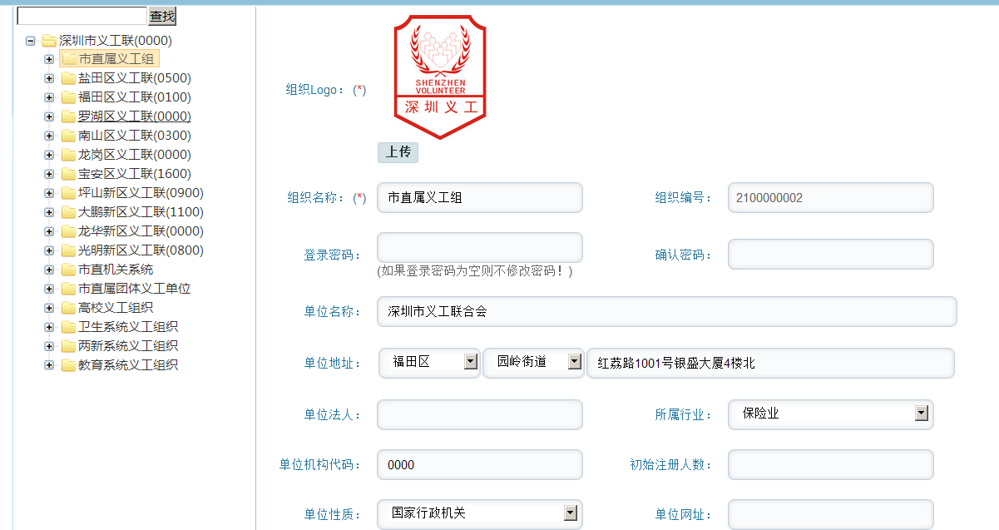 查找
深圳市义工联(0000)
市直属义工组
盐田区义工联(0500)
福田区义工联(0100)
罗湖区义工联(0000)
南山区义工联(0300)
龙岗区义工联(0000)
宝安区义工联(1600)
坪山新区义工联(0900)
大鹏新区义工联(1100)
龙华新区义工联(0000)
光明新区义工联(0800)
市直机关系统
市直属团体义工单位
高校义工组织
卫生系统义工组织
两新系统义工组织
教育系统义工组织
SHENZHEN
VOLUNTEER
深圳义工
组织Logo： (*)
上传
组织名称： (*) 市直属义工组 组织编号： 2100000002
登录密码： 确认密码：
(如果登录密码为空则不修改密码！)
单位名称： 深圳市义工联合会
单位地址： 福田区 园岭街道 红荔路1001号银盛大厦4楼北
单位法人： 所属行业： 保险业
单位机构代码： 0000 初始注册人数：
单位性质： 国家行政机关 单位网址：